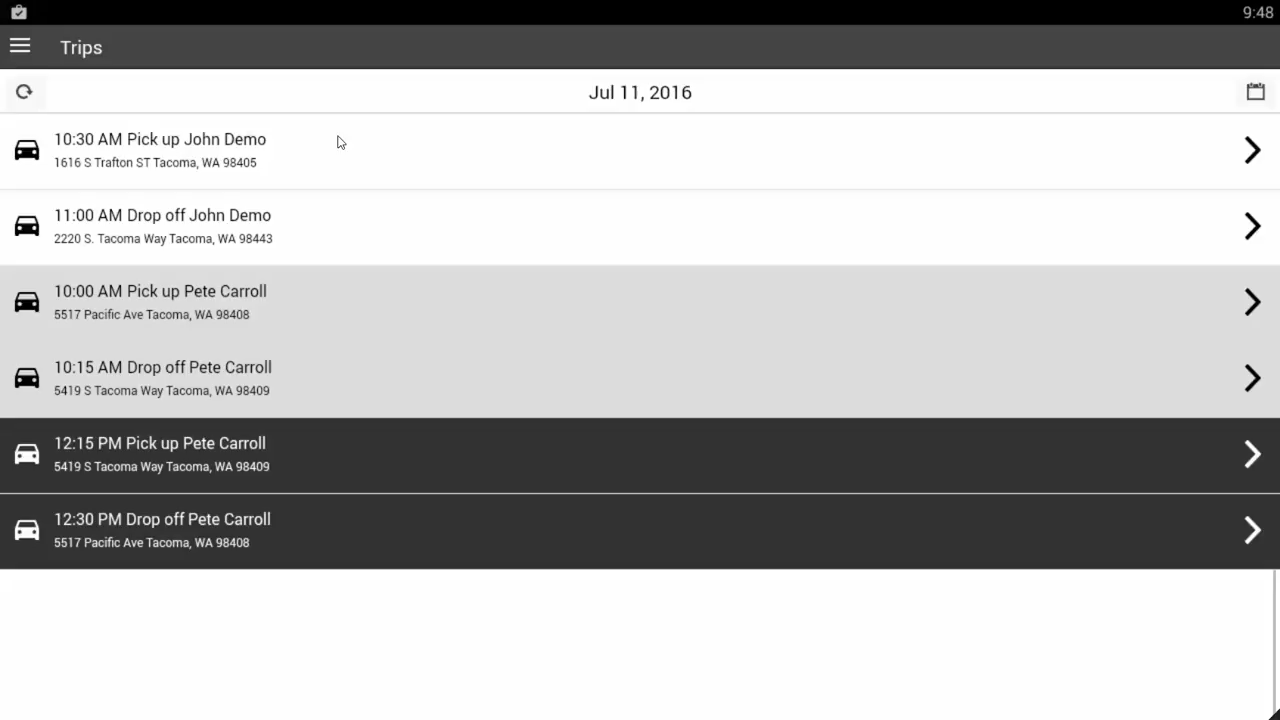 9:48
Trips
Jul 11, 2016
10:30 AM Pick up John Demo
1616 S Trafton ST Tacoma, WA 98405
11:00 AM Drop off John Demo
2220 S. Tacoma Way Tacoma, WA 98443
10:00 AM Pick up Pete Carroll
5517 Pacific Ave Tacoma, WA 98408
10:15 AM Drop off Pete Carroll
5419 S Tacoma Way Tacoma, WA 98409
12:15 PM Pick up Pete Carroll
5419 S Tacoma Way Tacoma, WA 98409
12:30 PM Drop off Pete Carroll
5517 Pacific Ave Tacoma, WA 98408